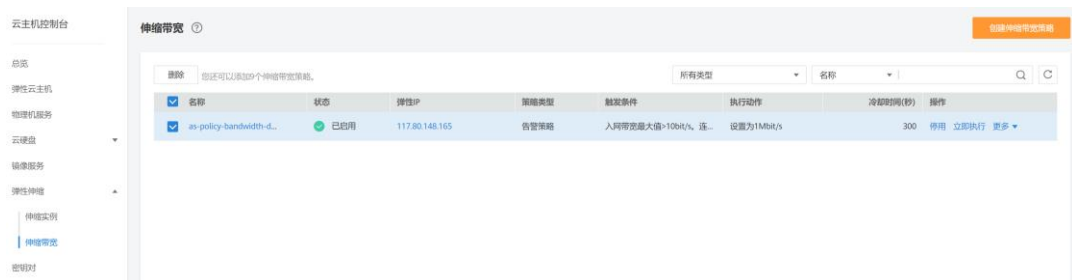 云主机控制台
总览
弹性云主机
物理机服务
云硬盘
镜像服务
弹性伸缩
伸缩实例
伸缩带宽
密钥对
伸缩带宽
创建伸缩带宽策略
删除 您还可以添加9个伸缩带宽策略。 所有类型 名称
名称 状态 弹性IP 策略类型 触发条件 执行动作 冷却时间(秒) 操作
as-policy-bandwidth-d... 已启用 117.80.148.165 告警策略 入网带宽最大值>10bit/s，连... 设置为1Mbit/s 300 停用 立即执行 更多